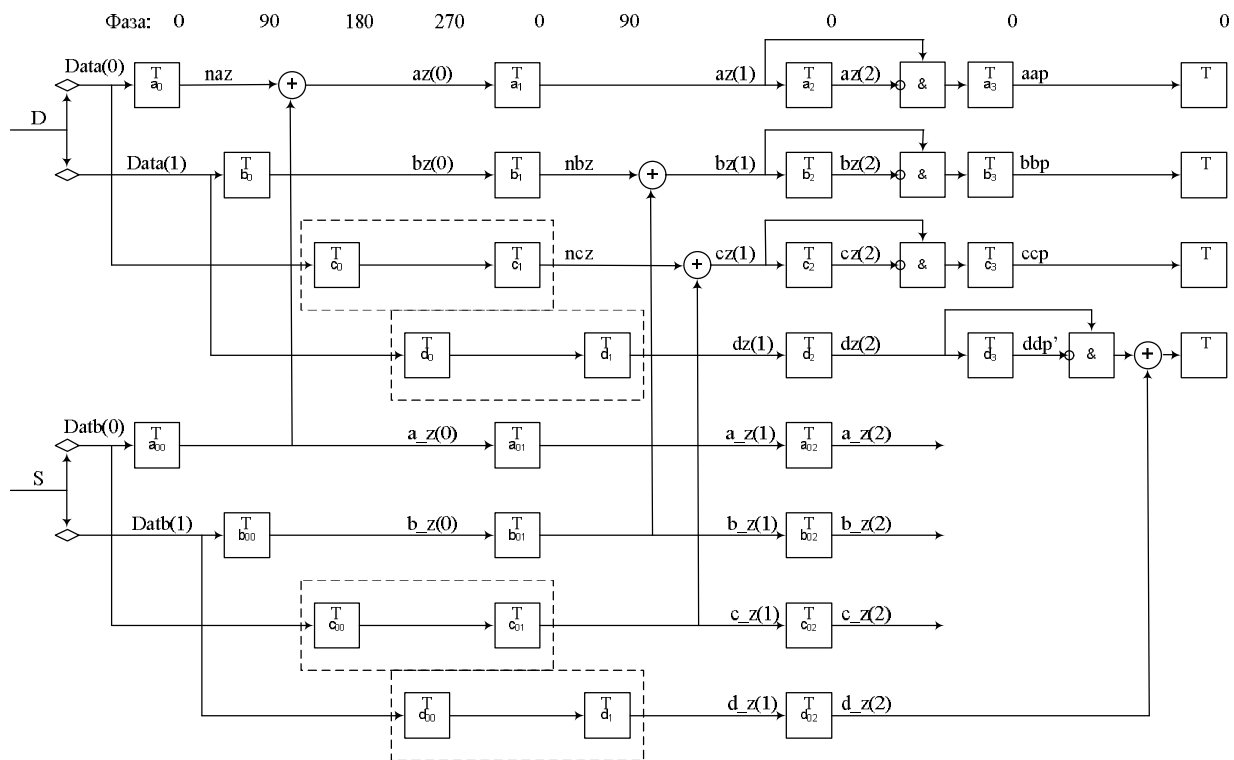 Фаза: 0 90 180 270 0 90 0 0 0
Data(0) T a0 naz + az(0) T a1 az(1) T a2 az(2) & T a3 aap T
D
Data(1) T b0 bz(0) T b1 nbz + bz(1) T b2 bz(2) & T b3 bbp T
T c0 T c1 ncz + cz(1) T c2 cz(2) & T c3 ccp T
T d0 T d1 dz(1) T d2 dz(2) T d3 ddp’ & + T
Datb(0) T a00 a_z(0) T a01 a_z(1) T a02 a_z(2)
S
Datb(1) T b00 b_z(0) T b01 b_z(1) T b02 b_z(2)
T c00 T c01 c_z(1) T c02 c_z(2)
T d00 T d1 d_z(1) T d02 d_z(2)